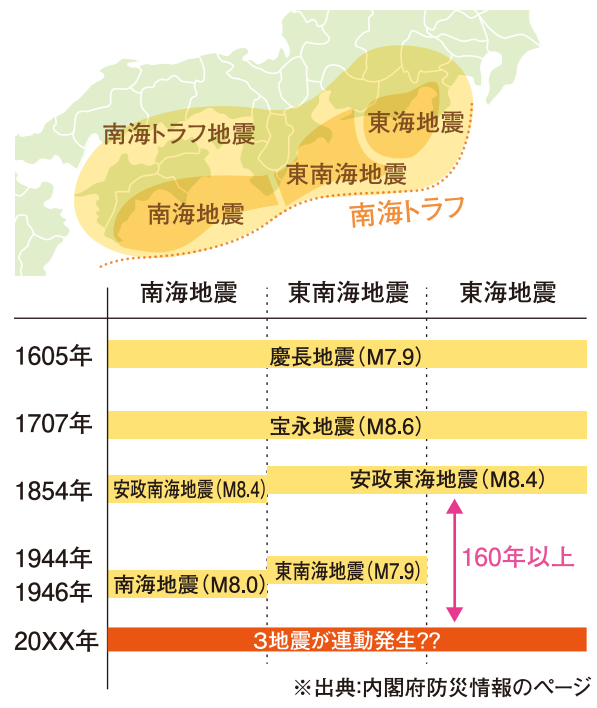 南海トラフ地震
東海地震
東南海地震
南海地震
南海トラフ
南海地震 東南海地震 東海地震
1605年 慶長地震(M7.9)
1707年 宝永地震(M8.6)
1854年 安政南海地震(M8.4) 安政東海地震(M8.4)
160年以上
1944年 東南海地震(M7.9)
1946年 南海地震(M8.0)
20XX年 3地震が連動発生??
※出典:内閣府防災情報のページ